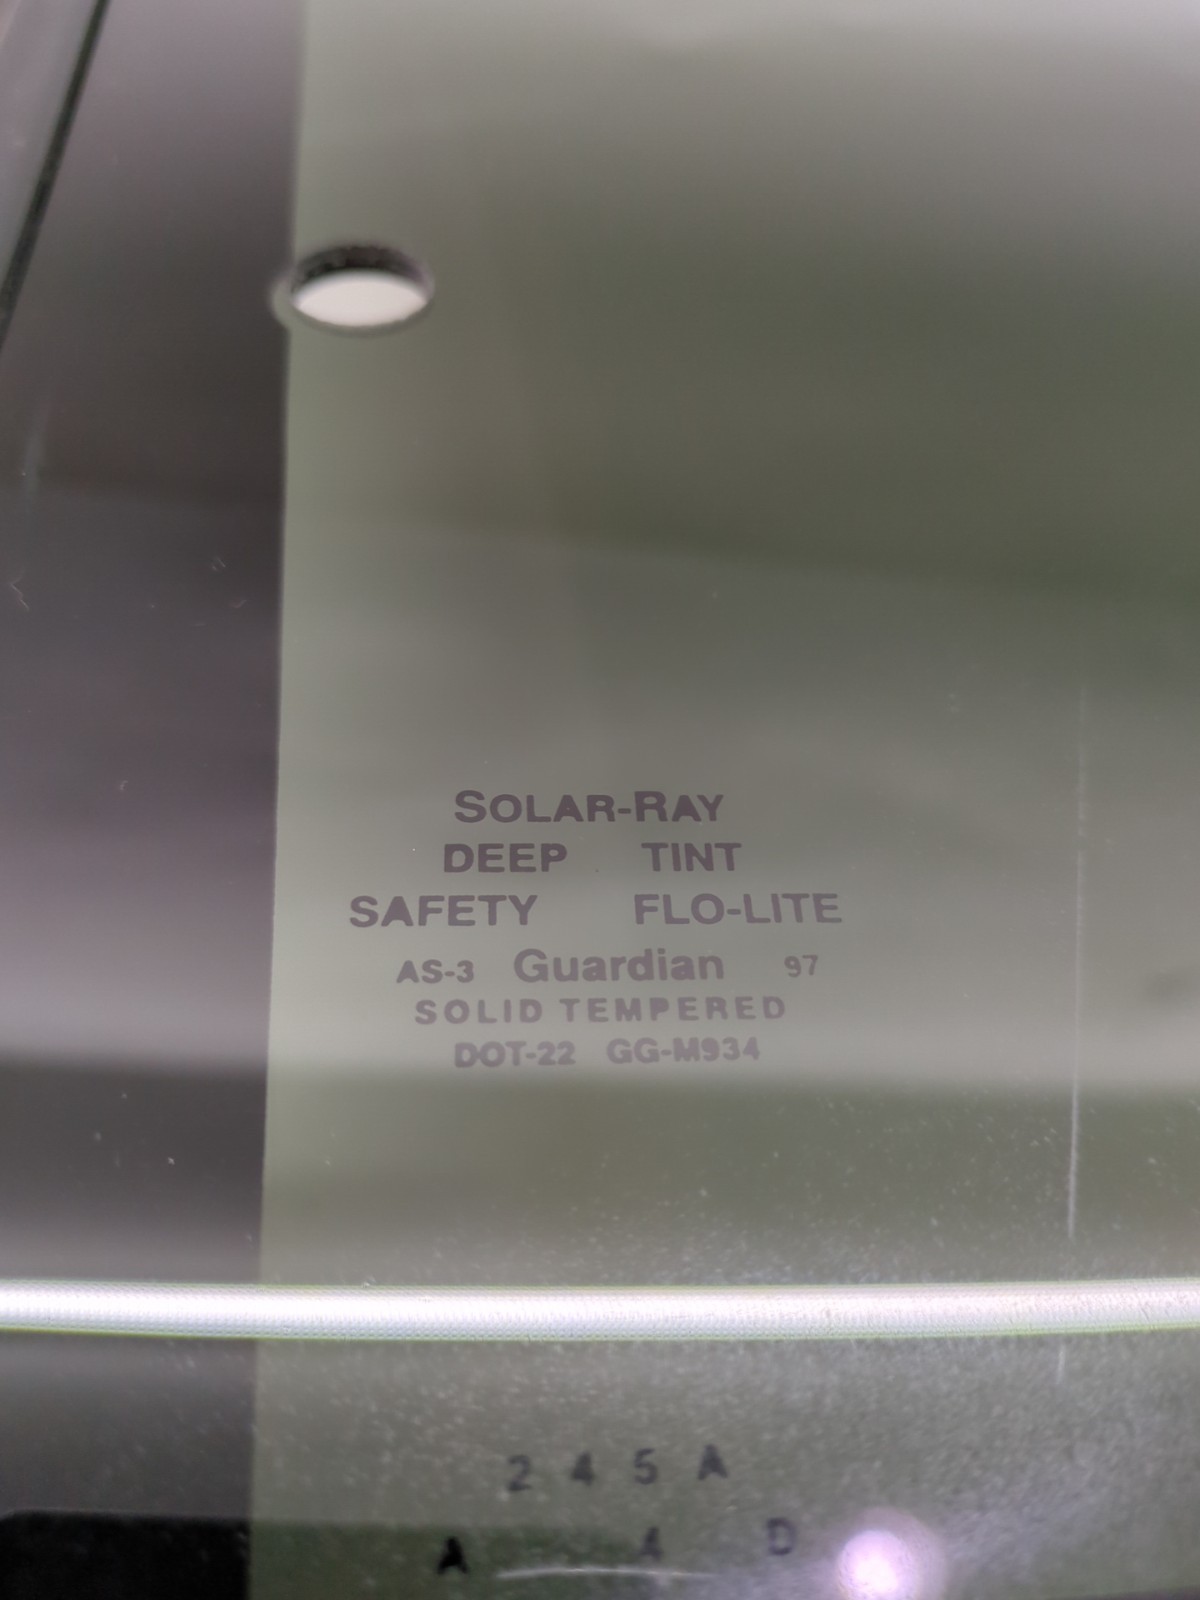 SOLAR-RAY
DEEP TINT
SAFETY FLO-LITE
AS-3 Guardian 97
SOLID TEMPERED
DOT-22 GG-M934
2 4 5 A
A 4 D